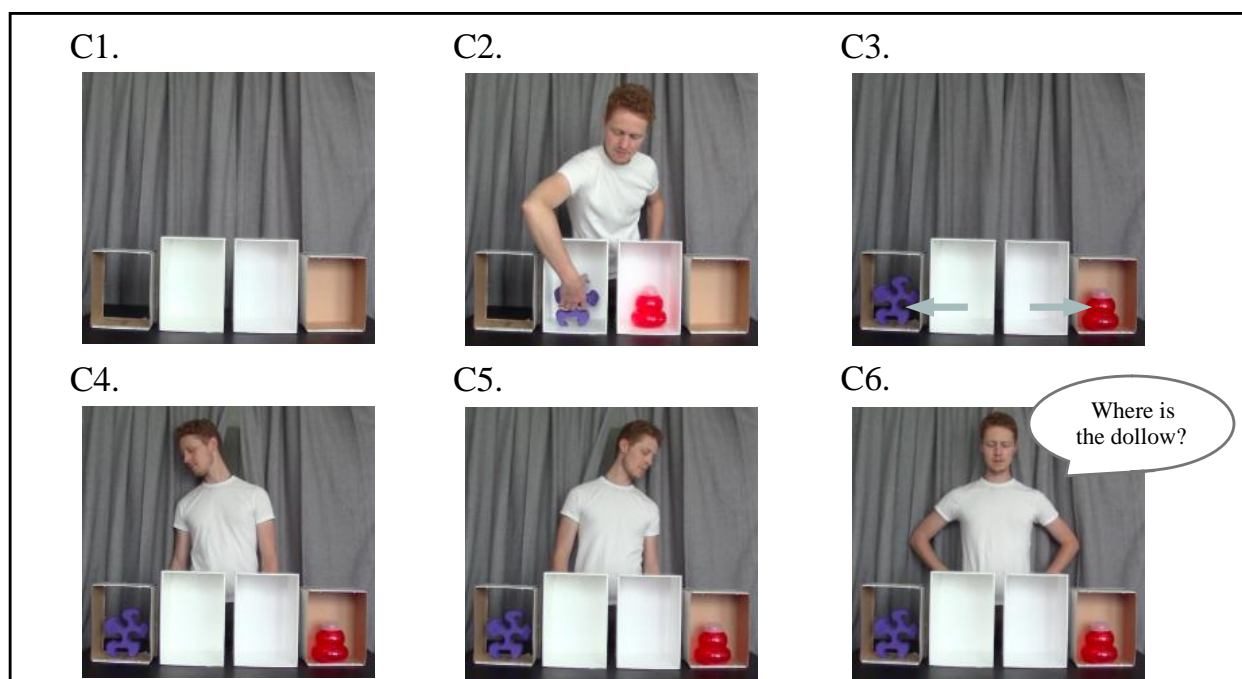 C1.
C2.
C3.
C4.
C5.
C6.
Where is
the dollow?